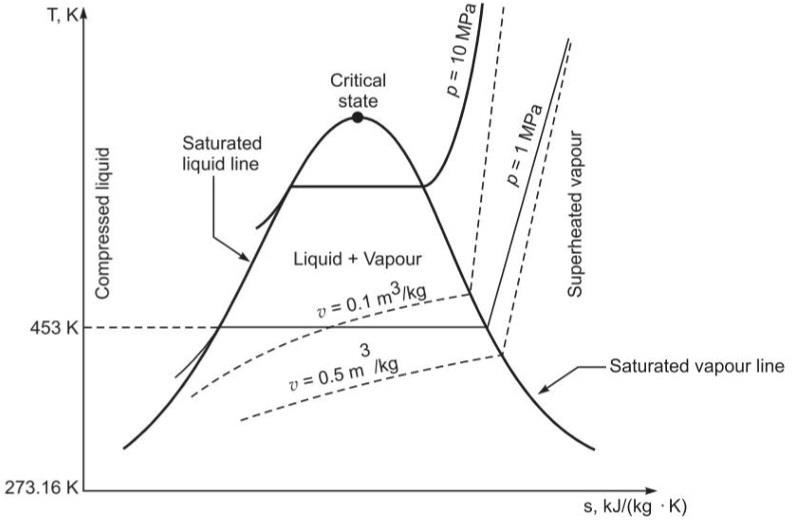 T, K
p = 10 MPa
Critical
state
p = 1 MPa
Saturated
liquid line
Compressed liquid
Superheated vapour
Liquid + Vapour
v = 0.1 m³/kg
453 K
3
v = 0.5 m /kg
Saturated vapour line
273.16 K
s, kJ/(kg · K)